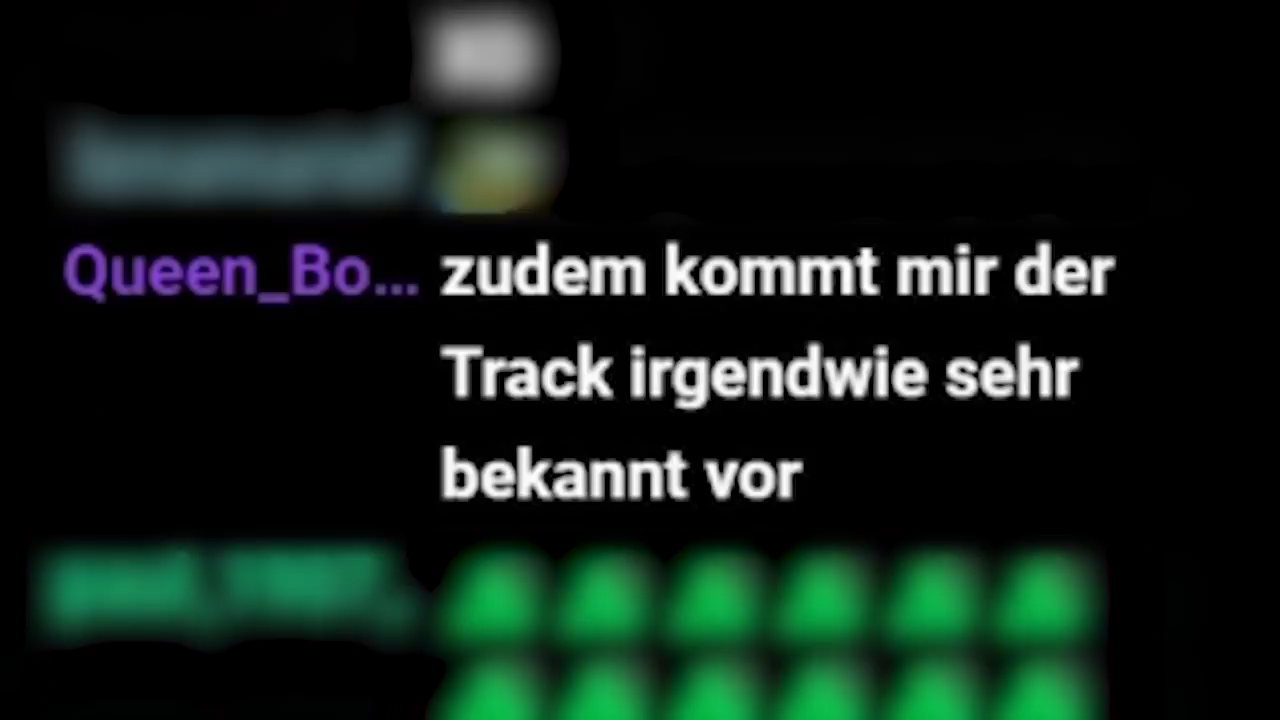 Queen_Bo... zudem kommt mir der
Track irgendwie sehr
bekannt vor